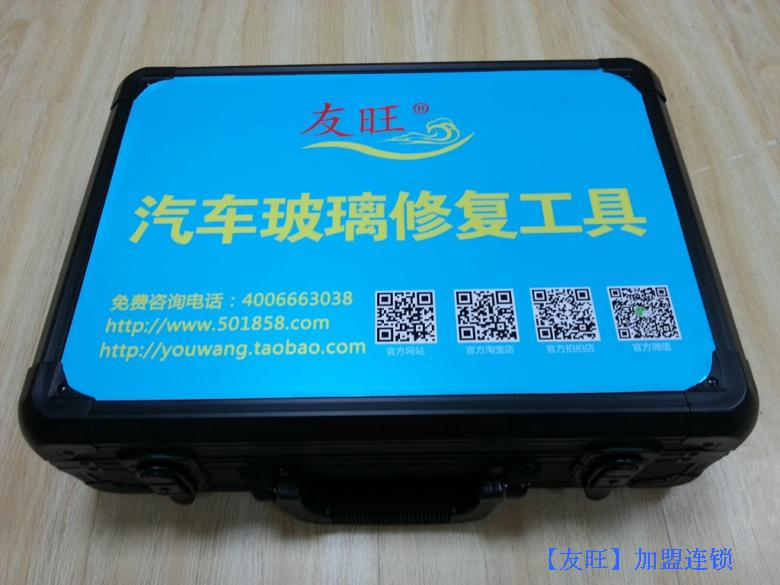 友旺®
汽车玻璃修复工具
免费咨询电话：4006663038
http://www.501858.com
http://youwang.taobao.com
官方网站 官方淘宝店 官方拍拍店 官方微信
【友旺】加盟连锁